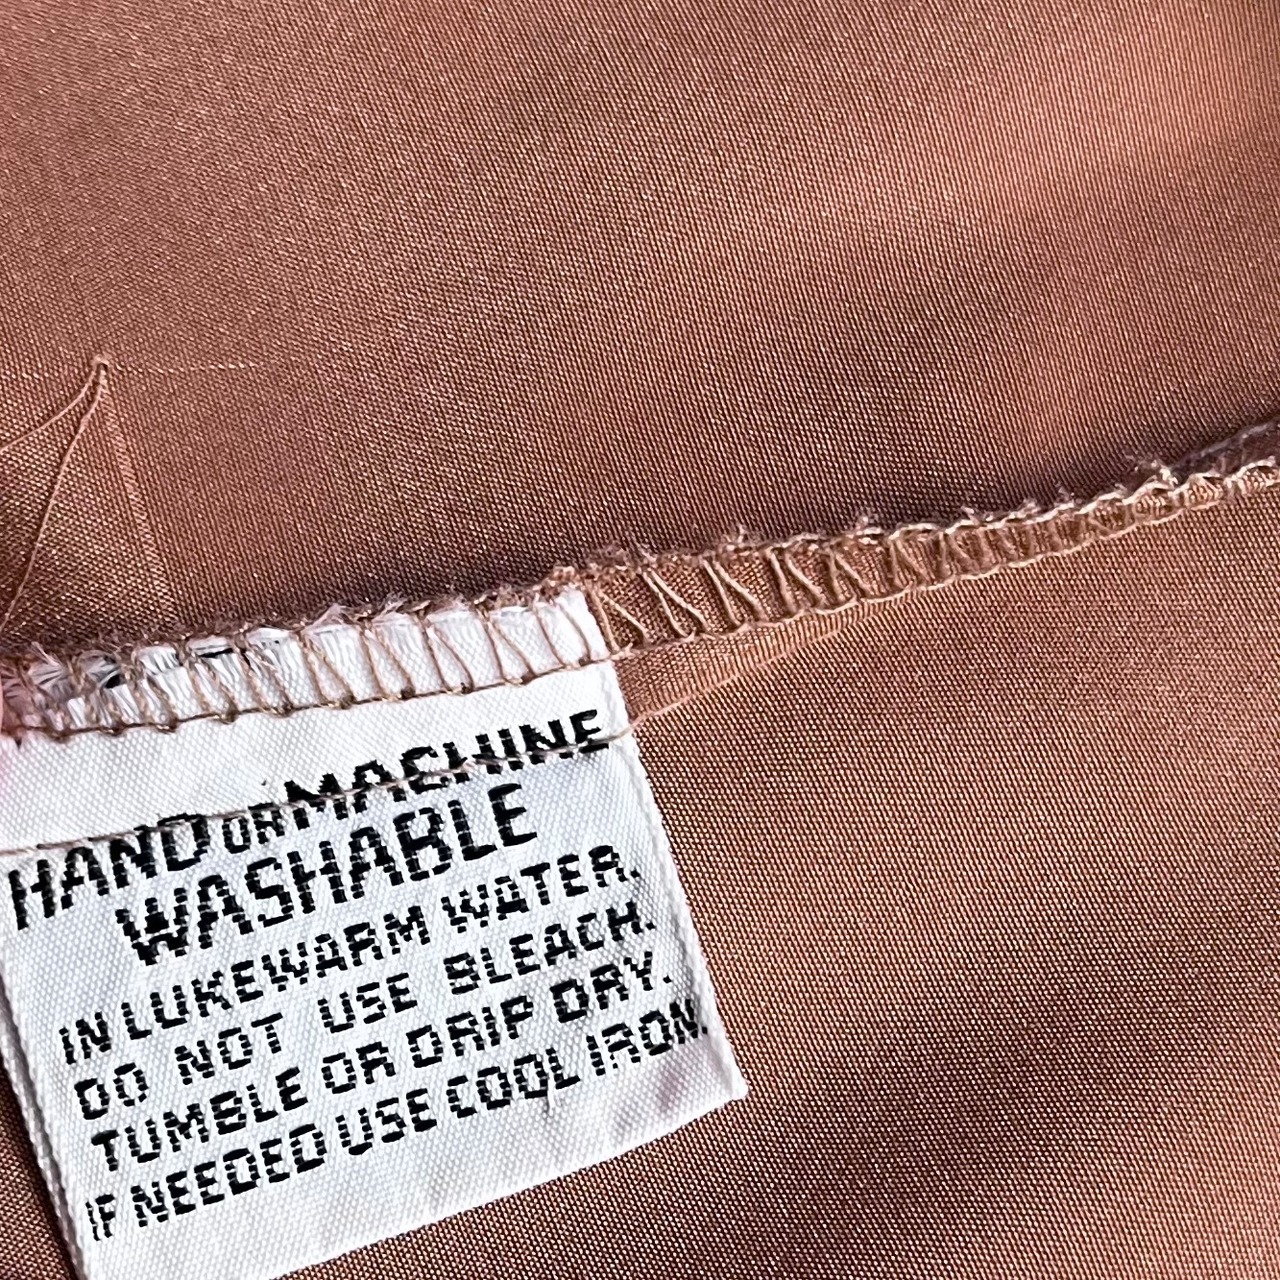 HAND OR MACHINE
WASHABLE
IN LUKEWARM WATER.
DO NOT USE BLEACH.
TUMBLE OR DRIP DRY.
IF NEEDED USE COOL IRON.